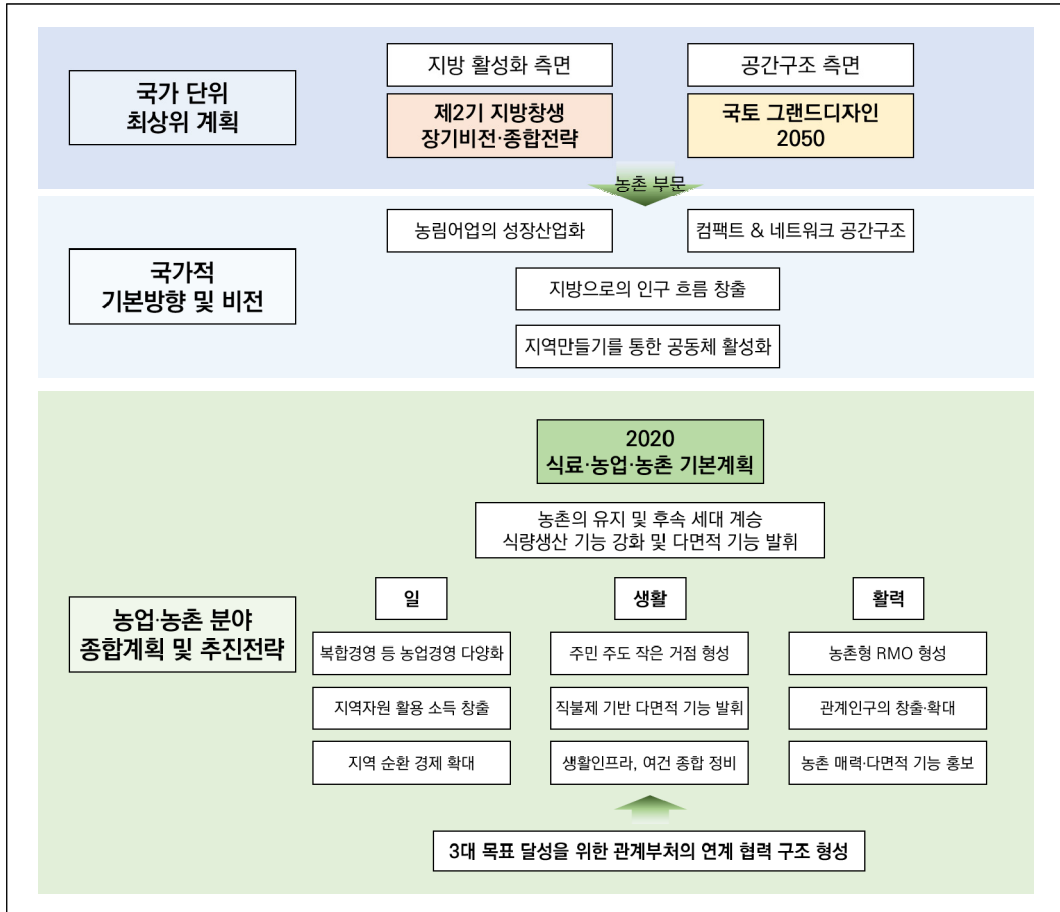 국가 단위
최상위 계획
지방 활성화 측면
공간구조 측면
제2기 지방창생
장기비전·종합전략
국토 그랜드디자인
2050
농촌 부문
국가적
기본방향 및 비전
농림어업의 성장산업화
컴팩트 & 네트워크 공간구조
지방으로의 인구 흐름 창출
지역만들기를 통한 공동체 활성화
농업·농촌 분야
종합계획 및 추진전략
2020
식료·농업·농촌 기본계획
농촌의 유지 및 후속 세대 계승
식량생산 기능 강화 및 다면적 기능 발휘
일
생활
활력
복합경영 등 농업경영 다양화
주민 주도 작은 거점 형성
농촌형 RMO 형성
지역자원 활용 소득 창출
직불제 기반 다면적 기능 발휘
관계인구의 창출·확대
지역 순환 경제 확대
생활인프라, 여건 종합 정비
농촌 매력·다면적 기능 홍보
3대 목표 달성을 위한 관계부처의 연계 협력 구조 형성